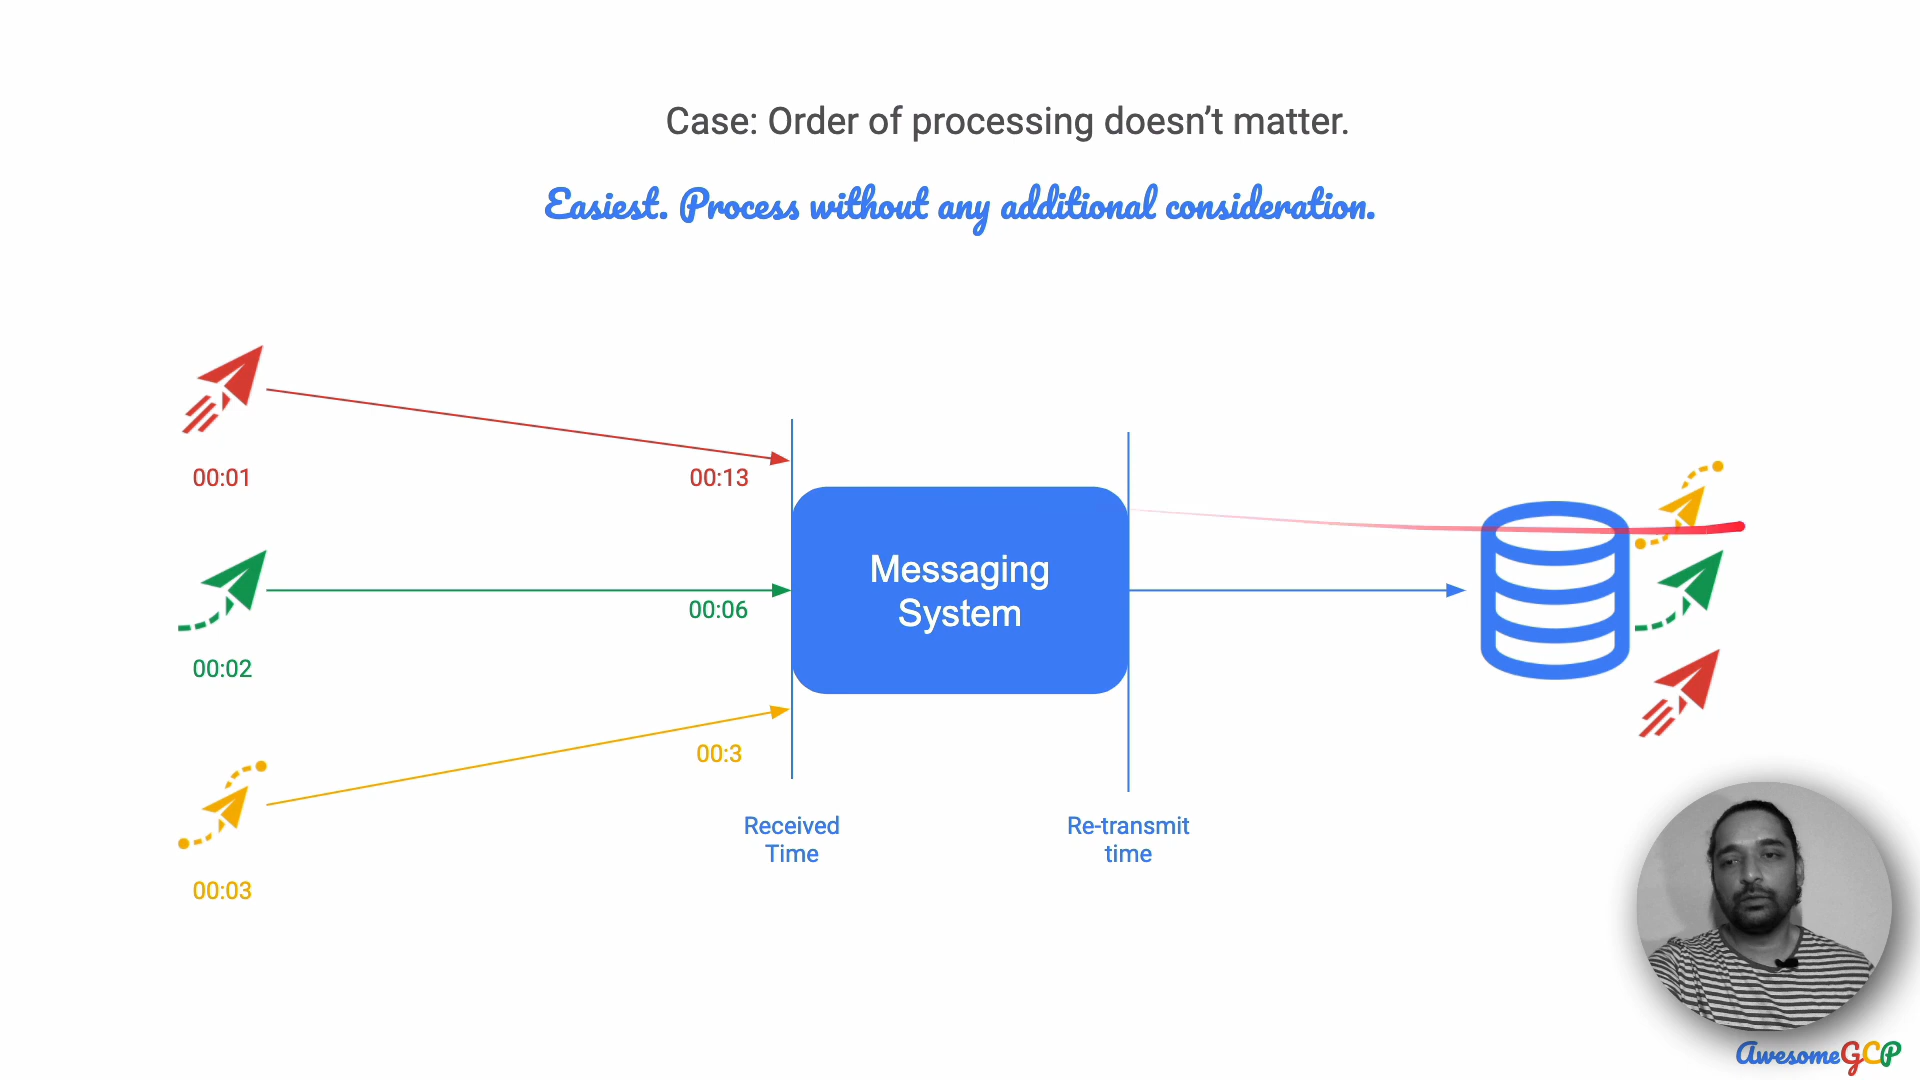 Case: Order of processing doesn't matter.
Easiest. Process without any additional consideration.
00:01
00:13
Messaging
System
00:06
00:02
00:3
Received
Time
Re-transmit
time
00:03
AwesomeGCP